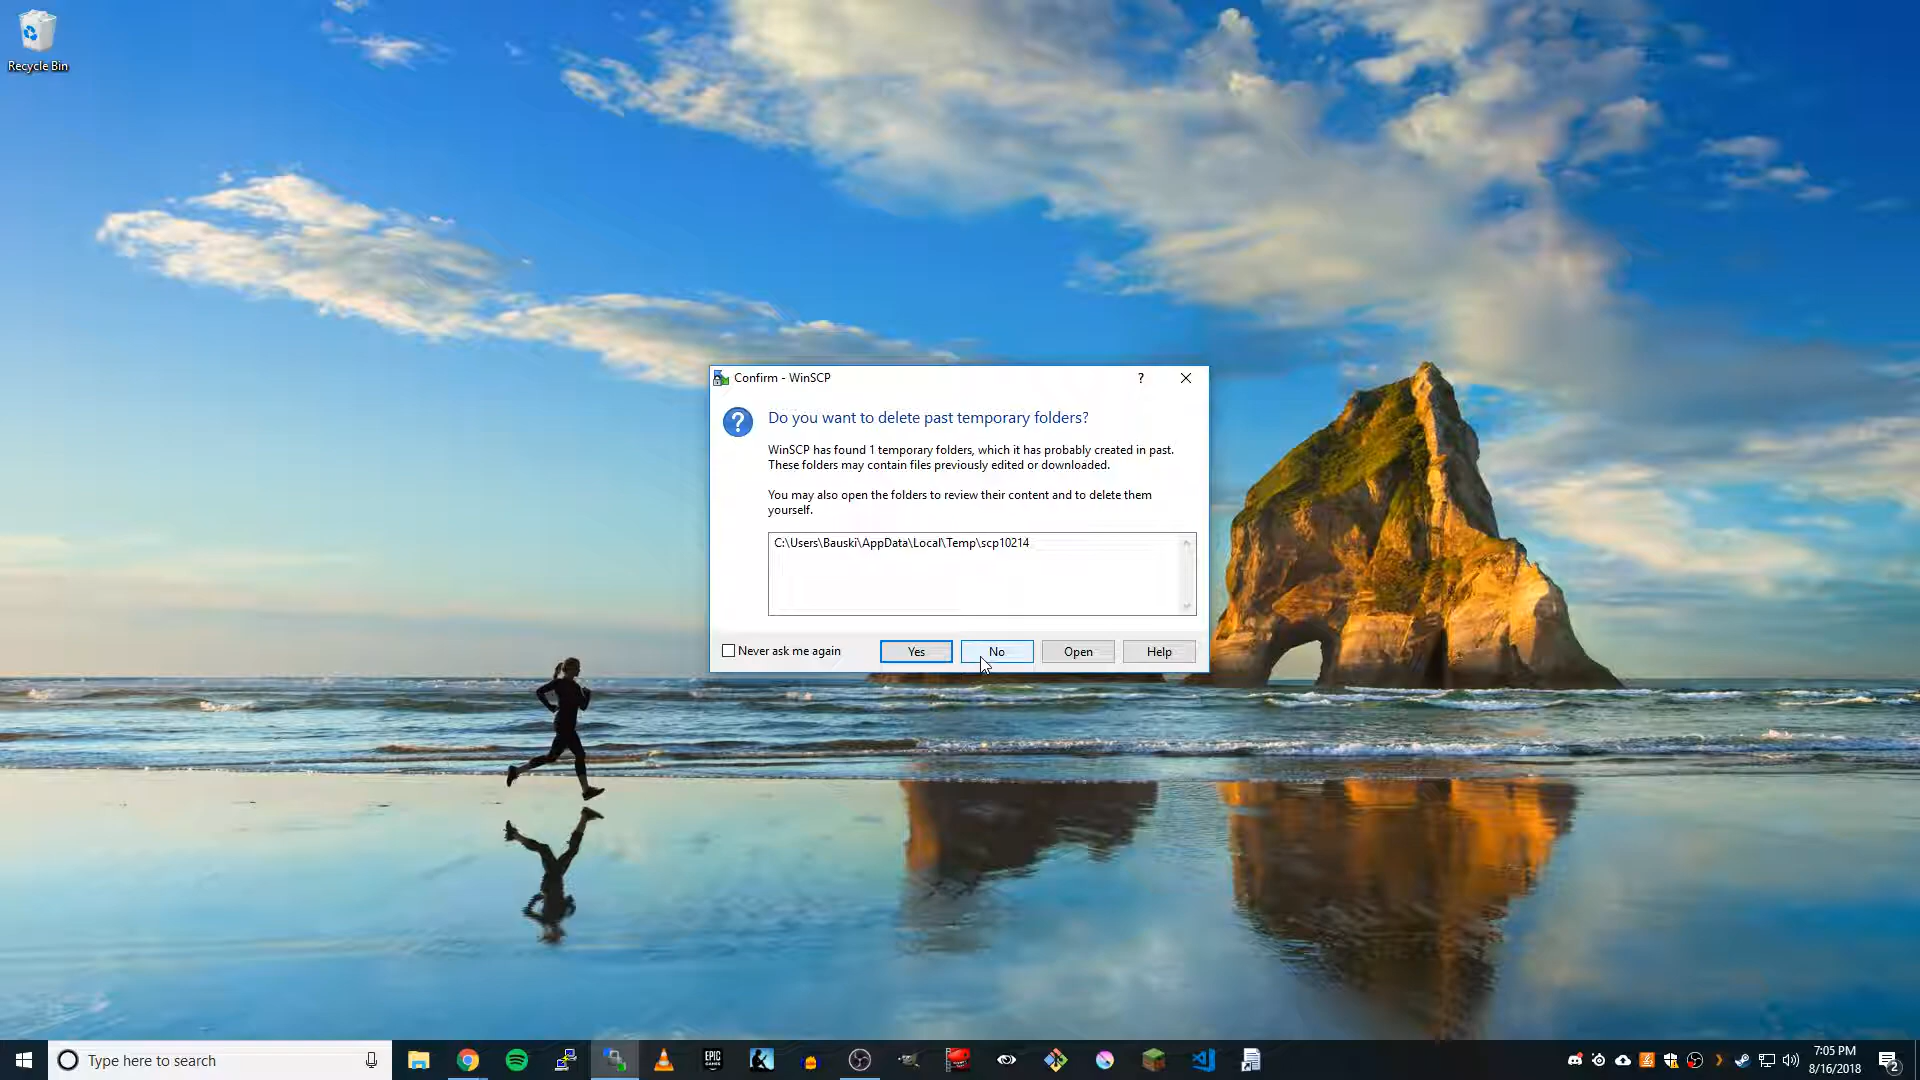 Recycle Bin
Confirm - WinSCP
?
Do you want to delete past temporary folders?
WinSCP has found 1 temporary folders, which it has probably created in past.
These folders may contain files previously edited or downloaded.
You may also open the folders to review their content and to delete them
yourself.
C:\Users\Bauski\AppData\Local\Temp\scp10214
Never ask me again
Yes
No
Open
Help
Type here to search
EPIC
GAMES
7:05 PM
8/16/2018
2